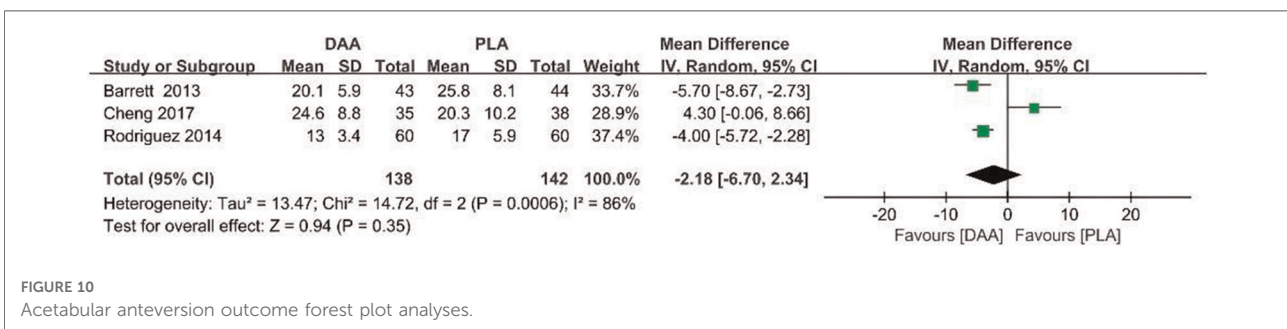 DAA PLA Mean Difference Mean Difference
Study or Subgroup Mean SD Total Mean SD Total Weight IV, Random, 95% CI IV, Random, 95% CI
Barrett 2013 20.1 5.9 43 25.8 8.1 44 33.7% -5.70 [-8.67, -2.73]
Cheng 2017 24.6 8.8 35 20.3 10.2 38 28.9% 4.30 [-0.06, 8.66]
Rodriguez 2014 13 3.4 60 17 5.9 60 37.4% -4.00 [-5.72, -2.28]
Total (95% CI) 138 142 100.0% -2.18 [-6.70, 2.34]
Heterogeneity: Tau² = 13.47; Chi² = 14.72, df = 2 (P = 0.0006); I² = 86%
Test for overall effect: Z = 0.94 (P = 0.35)
-20 -10 0 10 20
Favours [DAA] Favours [PLA]
FIGURE 10
Acetabular anteversion outcome forest plot analyses.